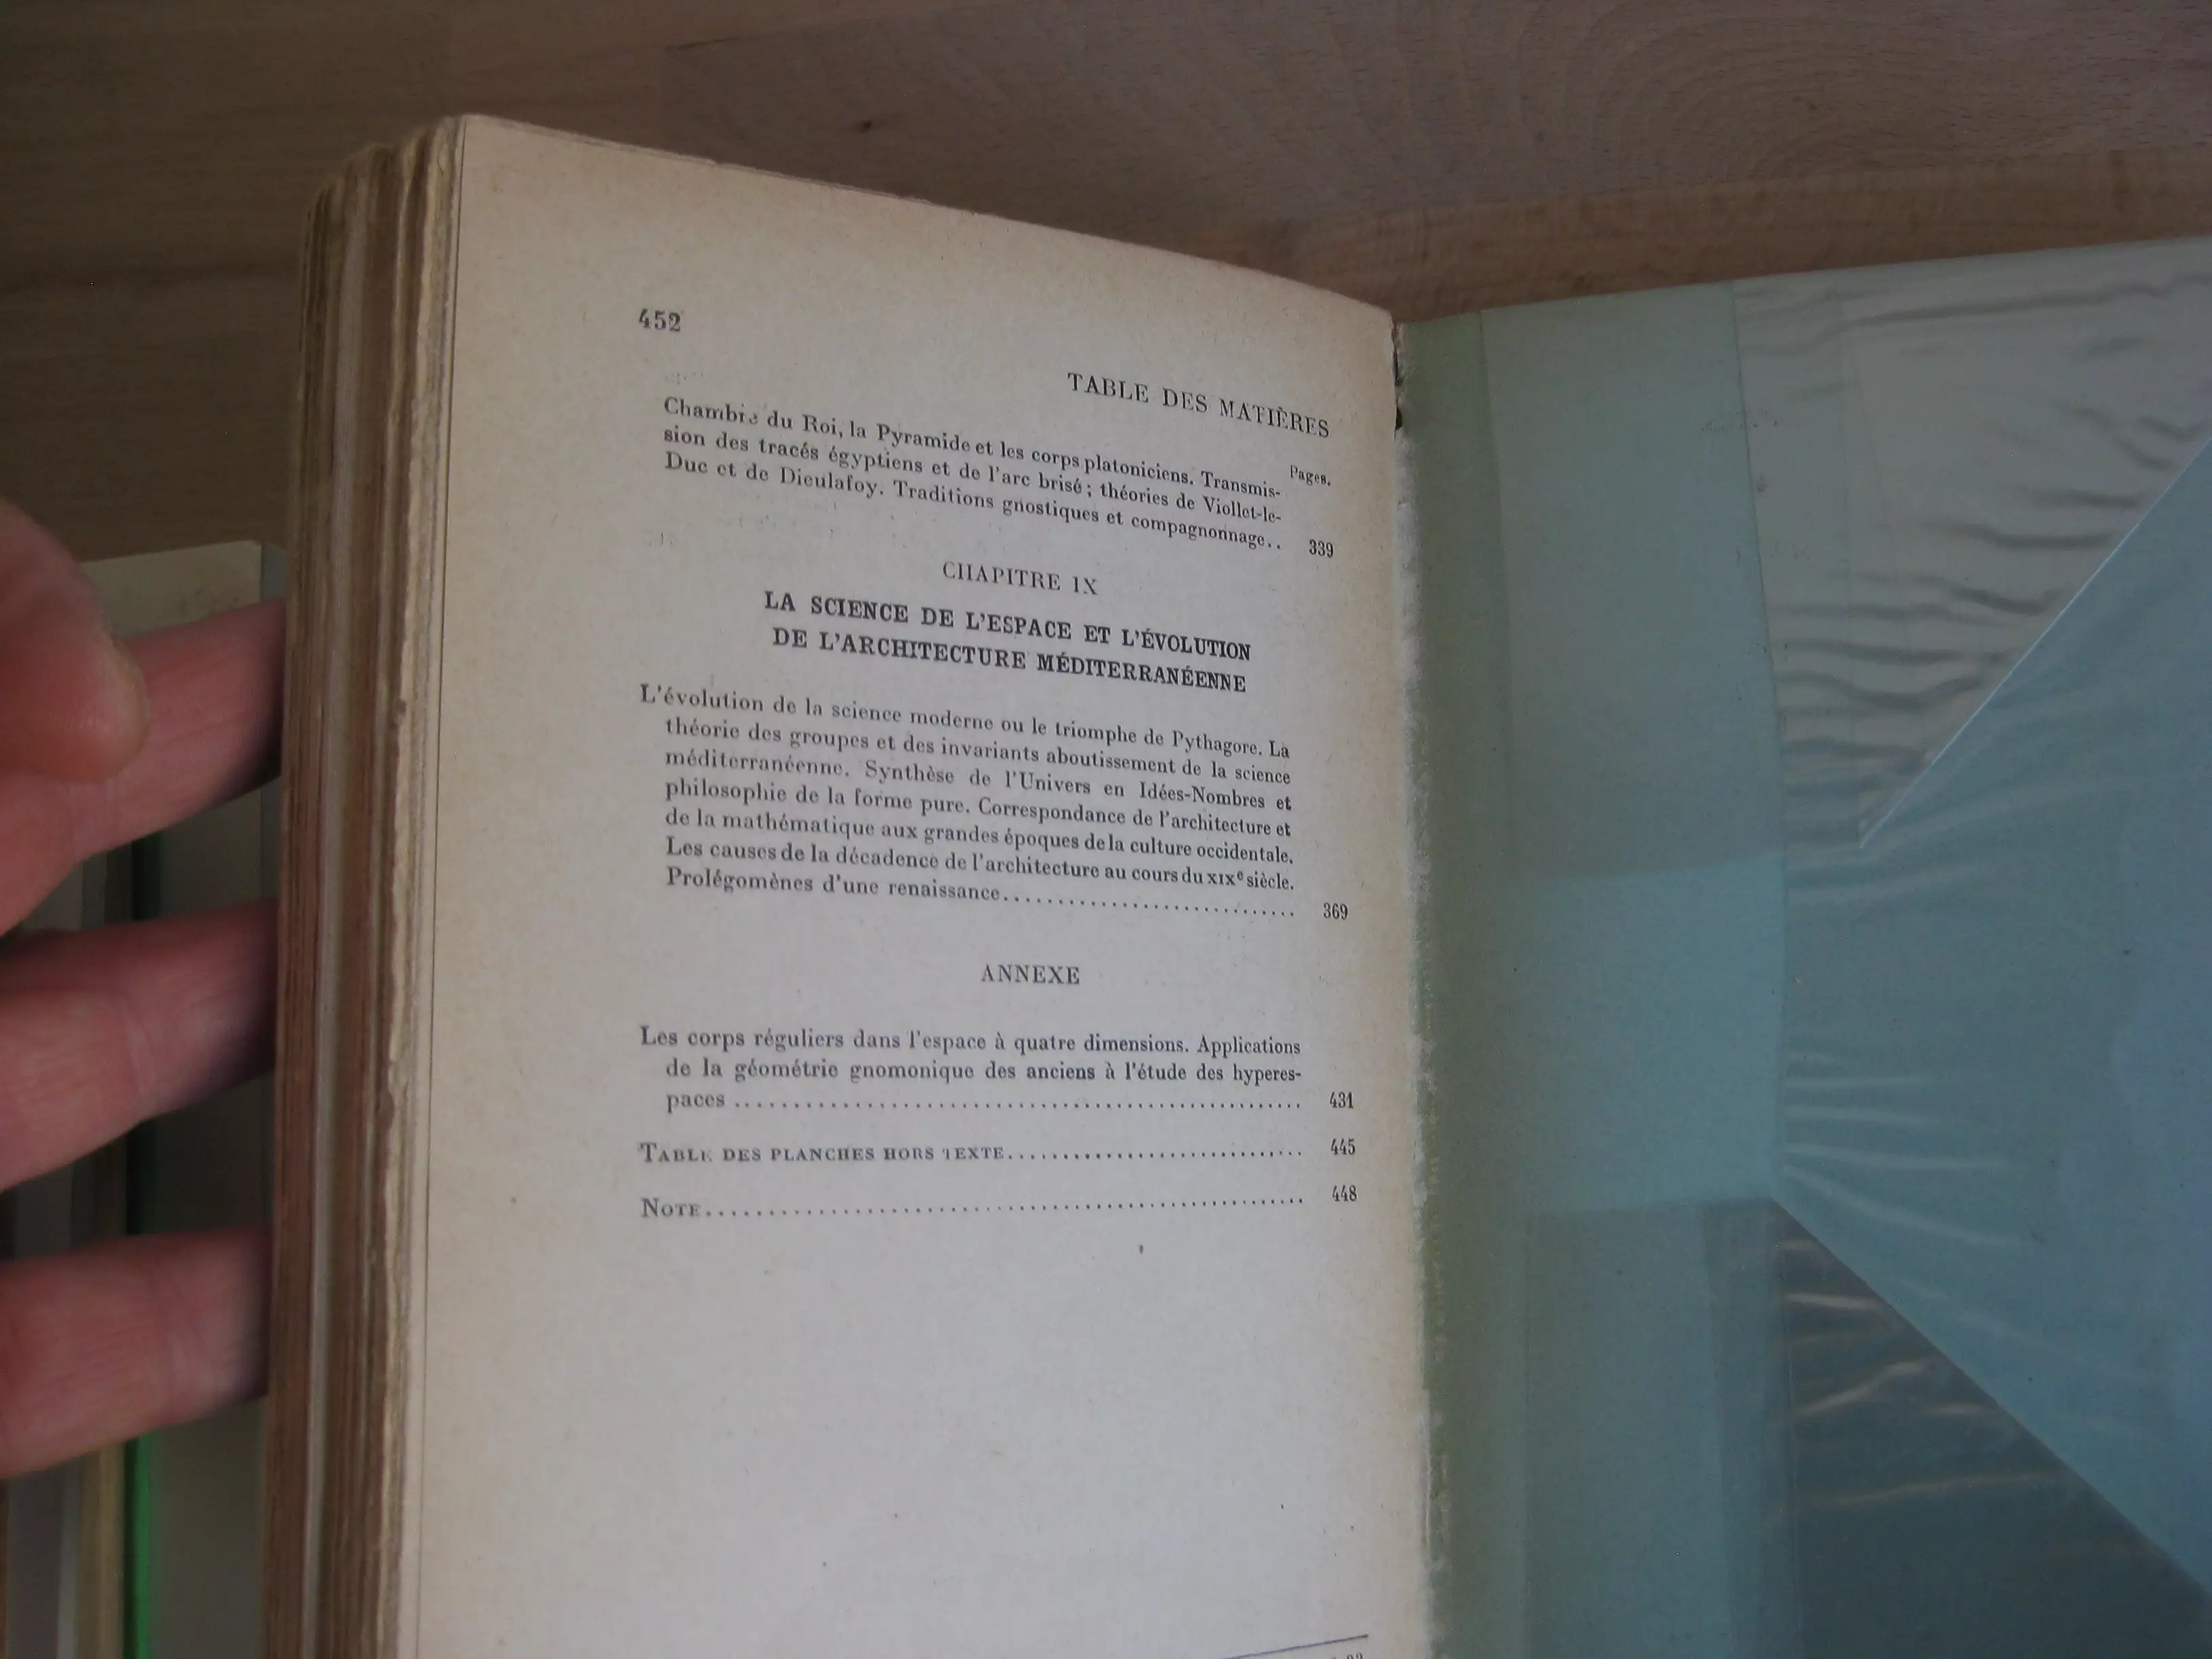 452
TABLE DES MATIÈRES
Pages.
Chambre du Roi, la Pyramide et les corps platoniciens. Transmis-
sion des tracés égyptiens et de l'arc brisé ; théories de Viollet-le-
Duc et de Dieulafoy. Traditions gnostiques et compagnonnage.. 339
CHAPITRE IX
LA SCIENCE DE L'ESPACE ET L'ÉVOLUTION
DE L'ARCHITECTURE MÉDITERRANÉENNE
L'évolution de la science moderne ou le triomphe de Pythagore. La
théorie des groupes et des invariants aboutissement de la science
méditerranéenne. Synthèse de l'Univers en Idées-Nombres et
philosophie de la forme pure. Correspondance de l'architecture et
de la mathématique aux grandes époques de la culture occidentale.
Les causes de la décadence de l'architecture au cours du XIXe siècle.
Prolégomènes d'une renaissance............................. 369
ANNEXE
Les corps réguliers dans l'espace à quatre dimensions. Applications
de la géométrie gnomonique des anciens à l'étude des hyperes-
paces .................................................. 431
TABLE DES PLANCHES HORS TEXTE........................... 445
NOTE.................................................... 448